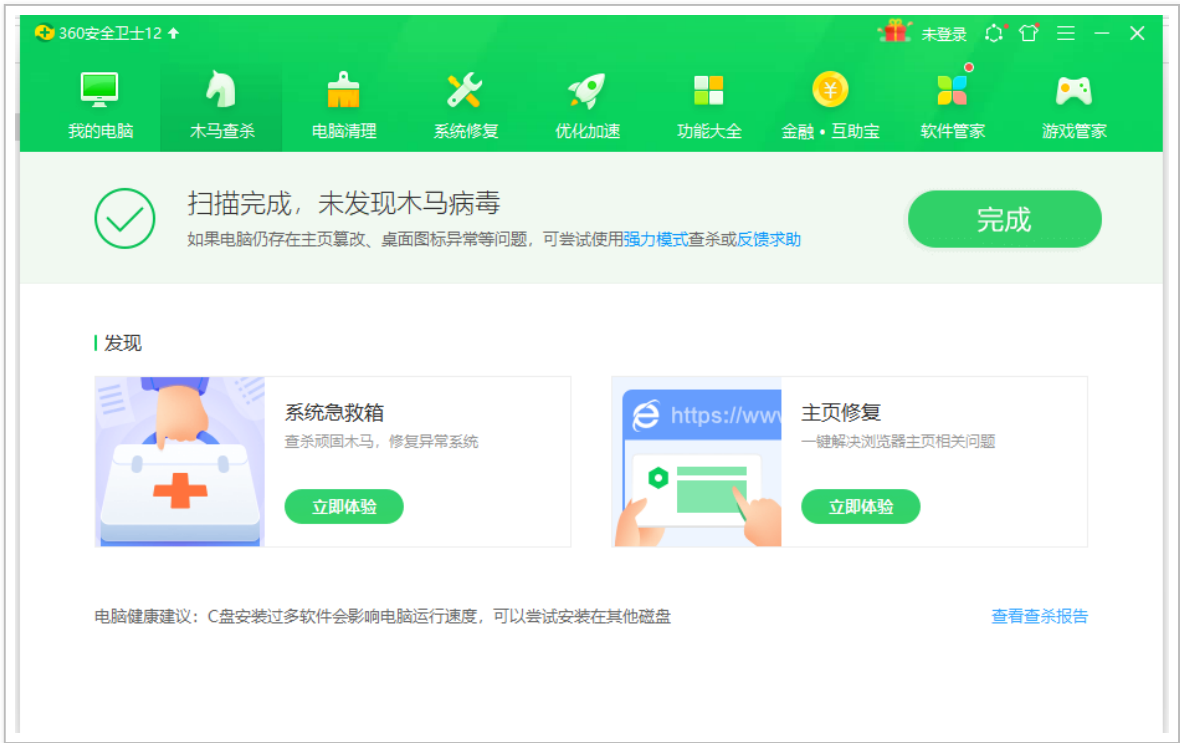 360安全卫士12
未登录
我的电脑
木马查杀
电脑清理
系统修复
优化加速
功能大全
金融•互助宝
软件管家
游戏管家
扫描完成，未发现木马病毒
如果电脑仍存在主页篡改、桌面图标异常等问题，可尝试使用强力模式查杀或反馈求助
完成
发现
系统急救箱
查杀顽固木马，修复异常系统
立即体验
https://www
主页修复
一键解决浏览器主页相关问题
立即体验
电脑健康建议：C盘安装过多软件会影响电脑运行速度，可以尝试安装在其他磁盘
查看查杀报告